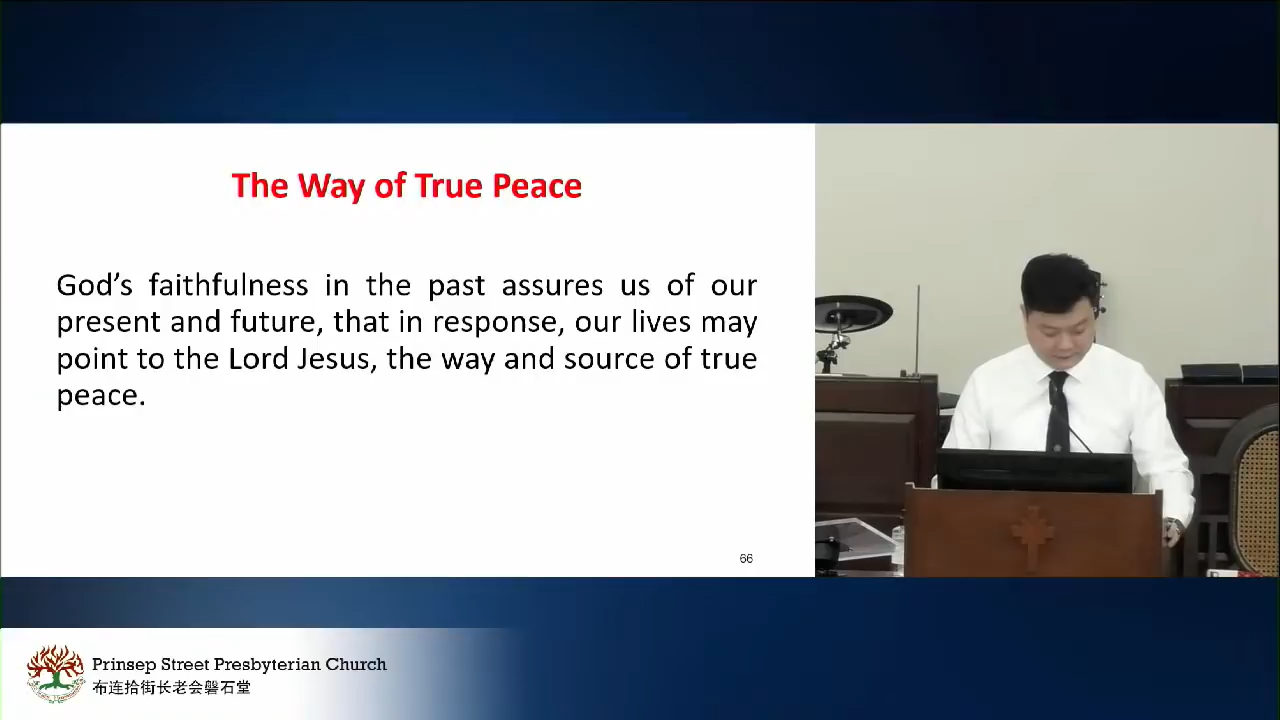 The Way of True Peace
God's faithfulness in the past assures us of our
present and future, that in response, our lives may
point to the Lord Jesus, the way and source of true
peace.
66
Prinsep Street Presbyterian Church
布连拾街长老会磐石堂